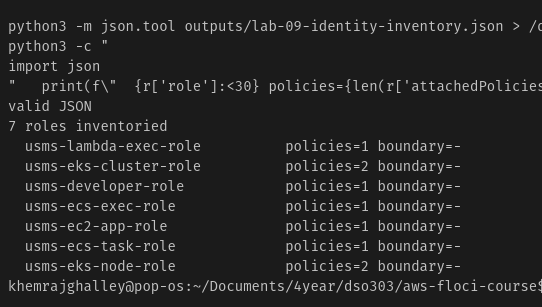 python3 -m json.tool outputs/lab-09-identity-inventory.json > /d
python3 -c "
import json
"   print(f\"  {r['role']:<30} policies={len(r['attachedPolicies
valid JSON
7 roles inventoried
  usms-lambda-exec-role          policies=1 boundary=-
  usms-eks-cluster-role          policies=2 boundary=-
  usms-developer-role            policies=1 boundary=-
  usms-ecs-exec-role             policies=1 boundary=-
  usms-ec2-app-role              policies=1 boundary=-
  usms-ecs-task-role             policies=1 boundary=-
  usms-eks-node-role             policies=2 boundary=-
khemrajghalley@pop-os:~/Documents/4year/dso303/aws-floci-course$